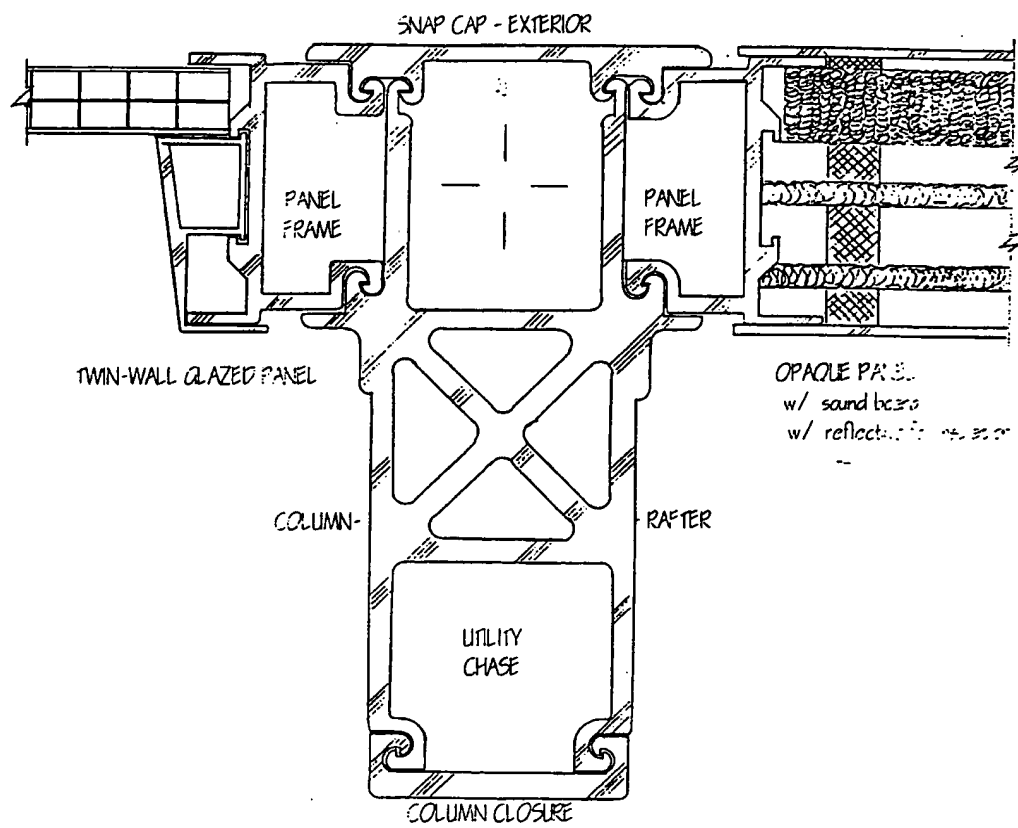 SNAP CAP - EXTERIOR
PANEL
FRAME
PANEL
FRAME
TWIN-WALL GLAZED PANEL
OPAQUE
w/ sound
w/
COLUMN-
- RAFTER
UTILITY
CHASE
COLUMN CLOSURE